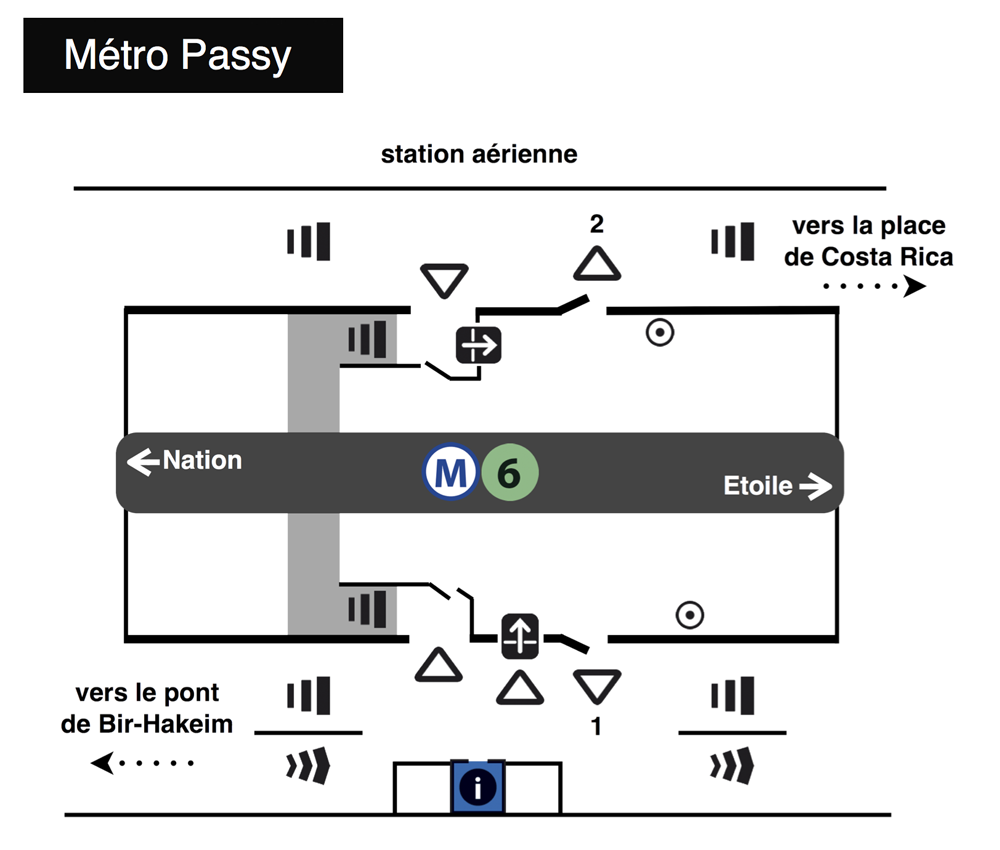 Métro Passy
station aérienne
2
vers la place
de Costa Rica
Nation
M 6
Etoile
vers le pont
de Bir-Hakeim
1
i